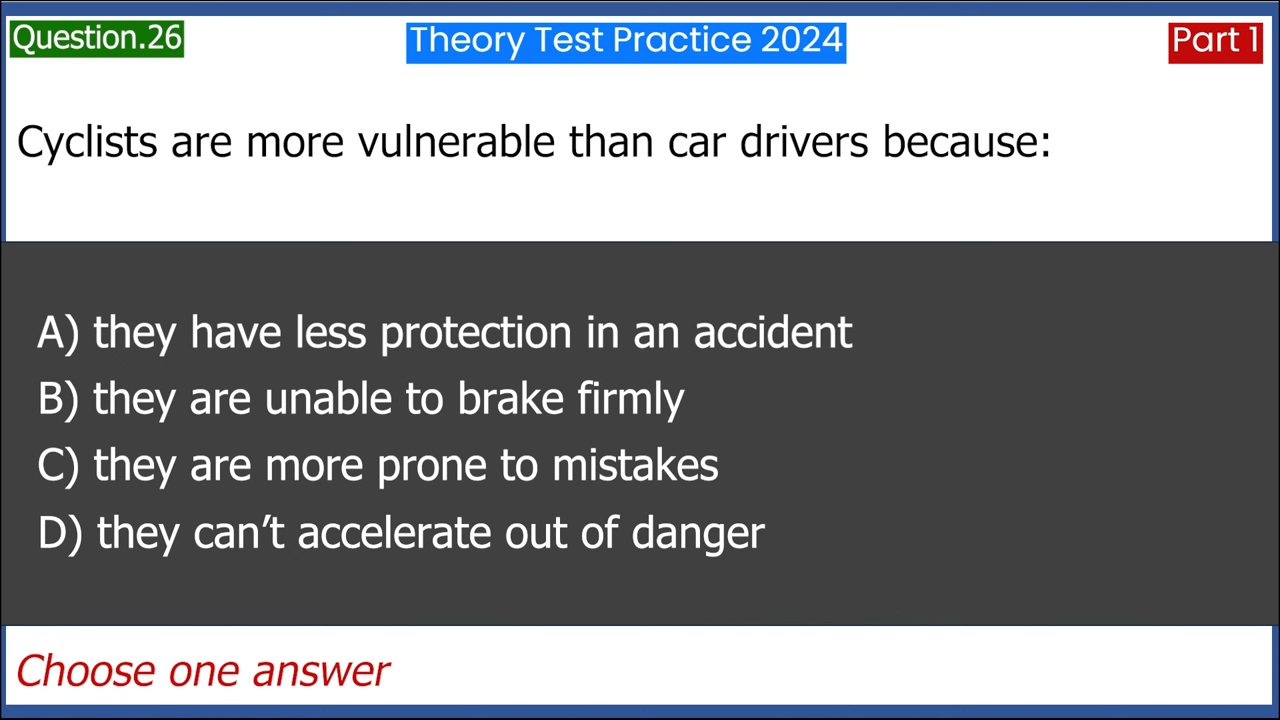 Question.26
Theory Test Practice 2024
Part 1
Cyclists are more vulnerable than car drivers because:
A) they have less protection in an accident
B) they are unable to brake firmly
C) they are more prone to mistakes
D) they can’t accelerate out of danger
Choose one answer